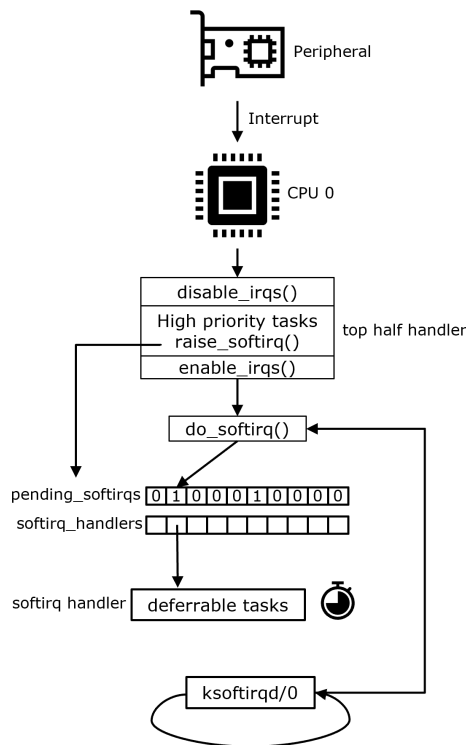 Peripheral
Interrupt
CPU 0
disable_irqs()
High priority tasks
raise_softirq()
top half handler
enable_irqs()
do_softirq()
pending_softirqs 0 1 0 0 0 1 0 0 0 0
softirq_handlers
softirq handler deferrable tasks
ksoftirqd/0